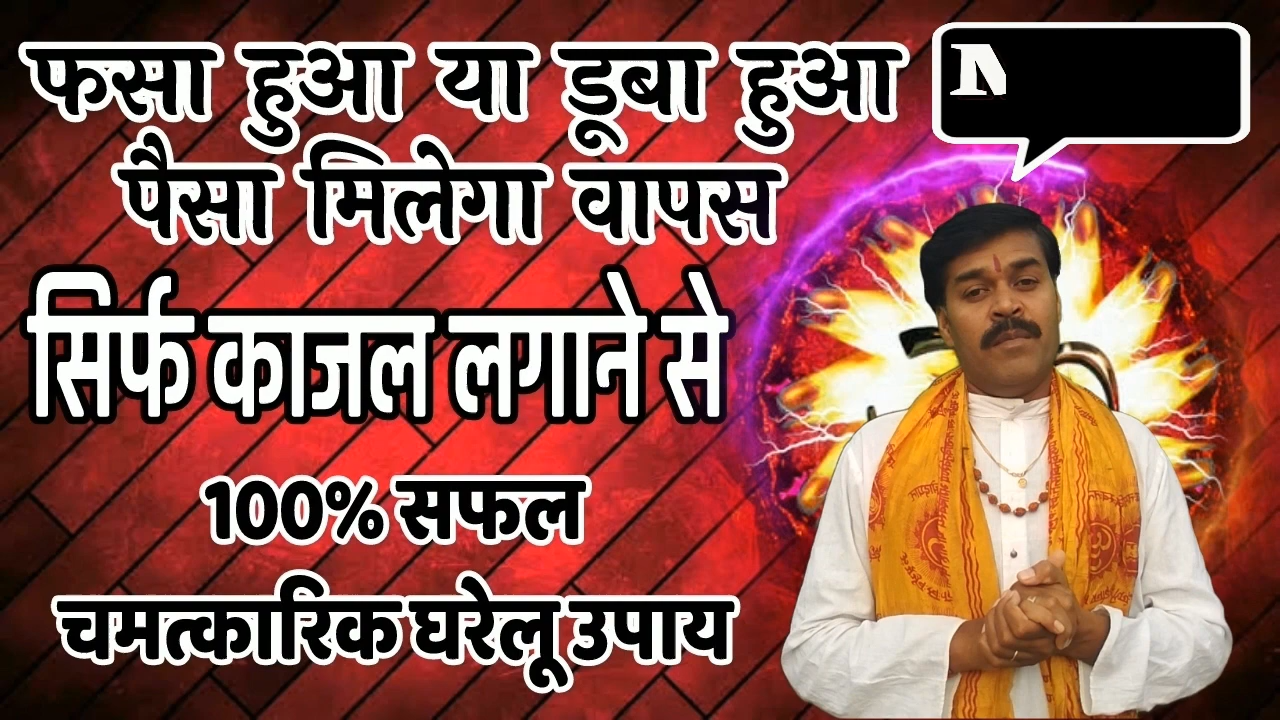 फसा हुआ या डूबा हुआ
पैसा मिलेगा वापस
सिर्फ काजल लगाने से
100% सफल
चमत्कारिक घरेलू उपाय